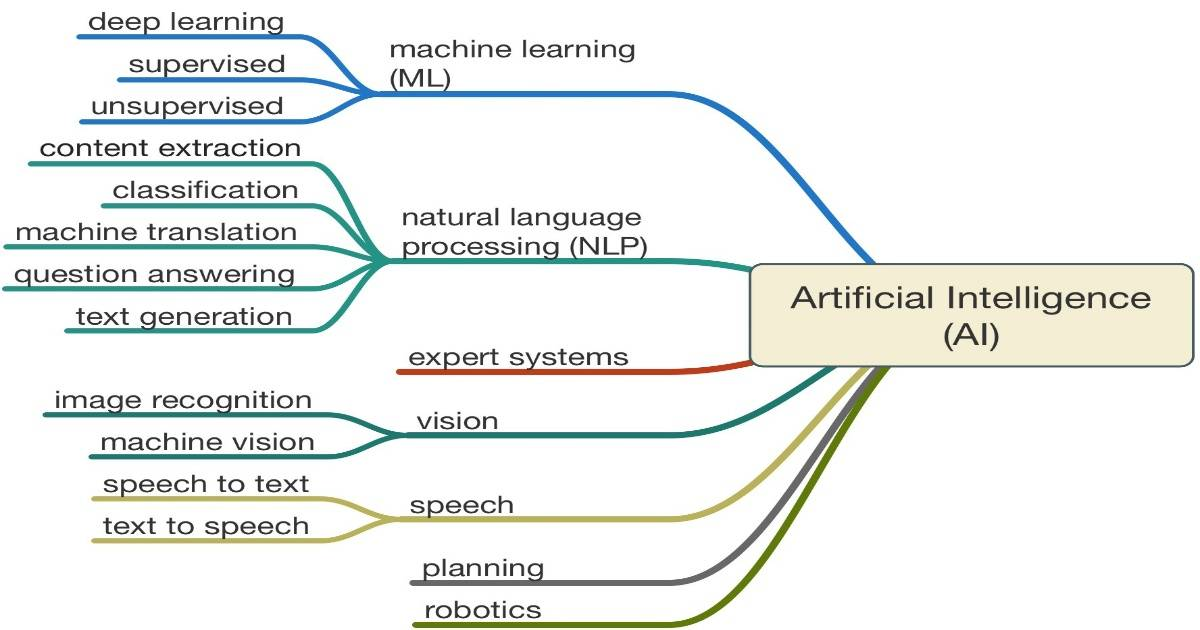 deep learning
supervised
unsupervised
machine learning
(ML)
content extraction
classification
machine translation
question answering
text generation
natural language
processing (NLP)
expert systems
image recognition
machine vision
vision
speech to text
text to speech
speech
planning
robotics
Artificial Intelligence
(AI)